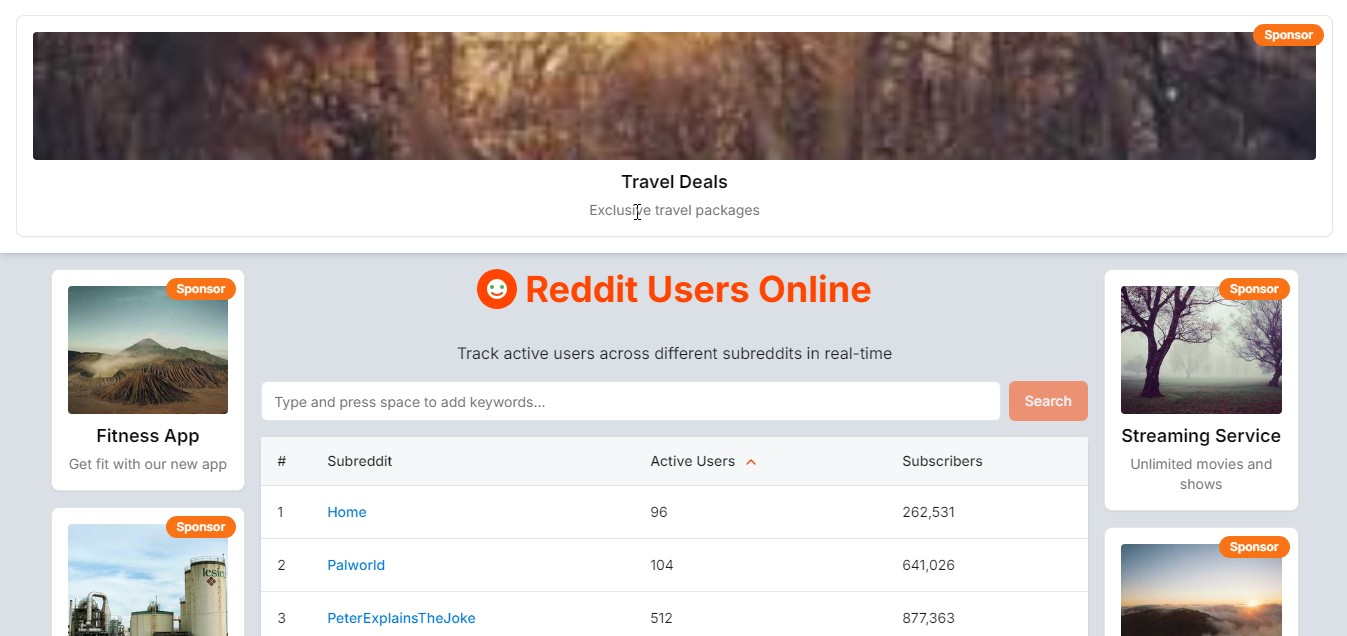 Sponsor
Travel Deals
Exclusive travel packages
Reddit Users Online
Track active users across different subreddits in real-time
Type and press space to add keywords...
Search
# Subreddit Active Users Subscribers
1 Home 96 262,531
2 Palworld 104 641,026
3 PeterExplainsTheJoke 512 877,363
Sponsor
Fitness App
Get fit with our new app
Sponsor
Sponsor
Streaming Service
Unlimited movies and
shows
Sponsor